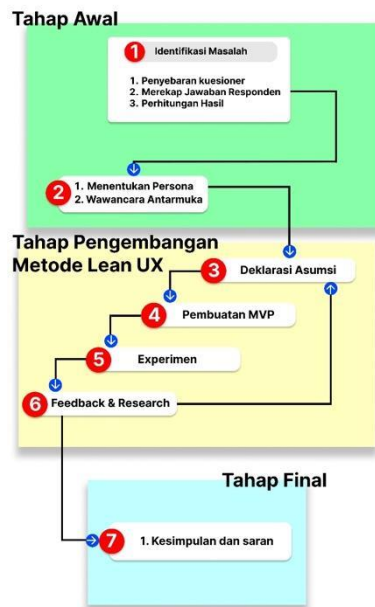 Tahap Awal
1 Identifikasi Masalah
1. Penyebaran kuesioner
2. Merekap Jawaban Responden
3. Perhitungan Hasil
2
1. Menentukan Persona
2. Wawancara Antarmuka
Tahap Pengembangan
Metode Lean UX
3 Deklarasi Asumsi
4 Pembuatan MVP
5 Experimen
6 Feedback & Research
Tahap Final
7 1. Kesimpulan dan saran